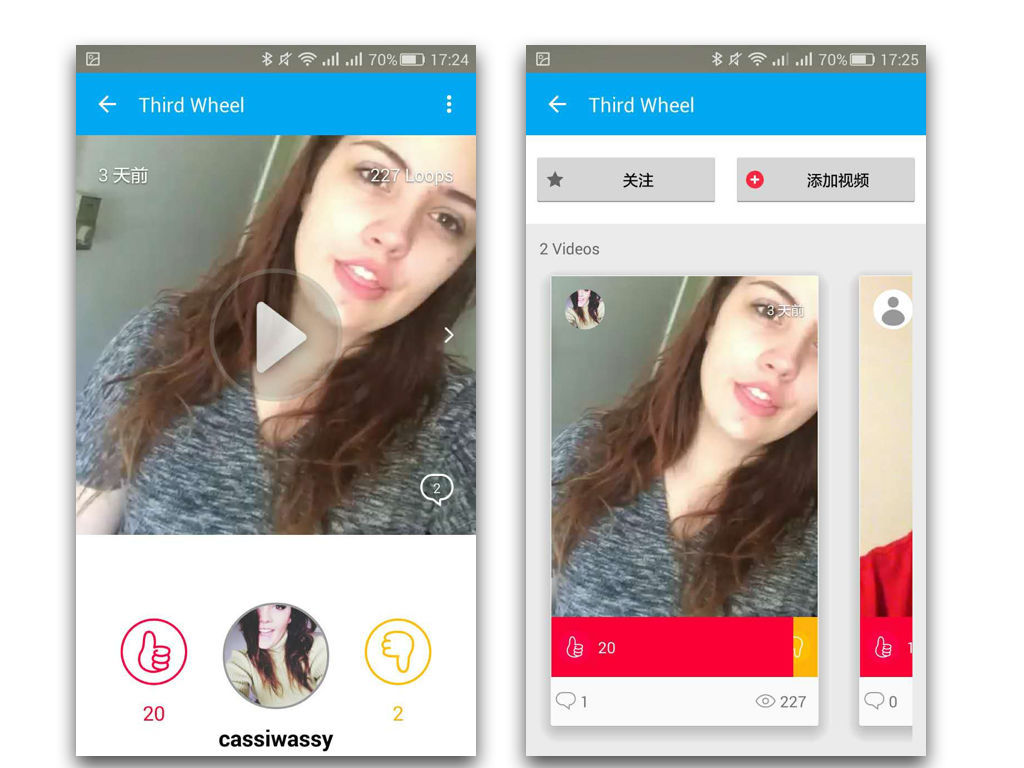 70% 17:24
Third Wheel
3 天前
227 Loops
2
20
2
cassiwassy
70% 17:25
Third Wheel
关注
添加视频
2 Videos
3 天前
20
1
227
0